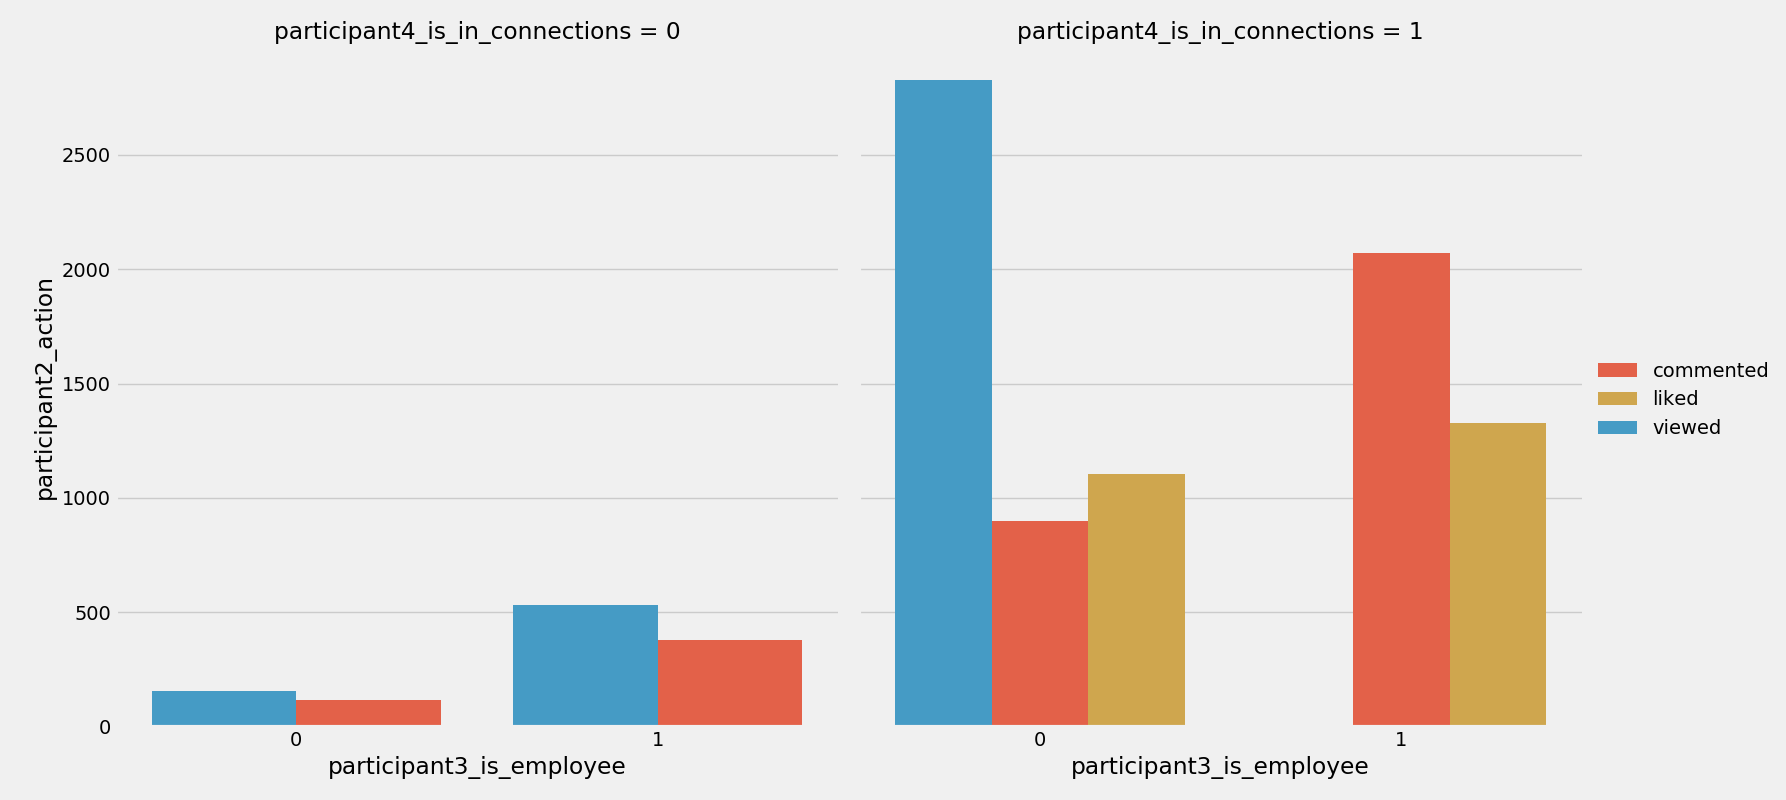 participant4_is_in_connections = 0
participant4_is_in_connections = 1
participant2_action
2500
2000
1500
1000
500
0
0
1
participant3_is_employee
0
1
participant3_is_employee
commented
liked
viewed